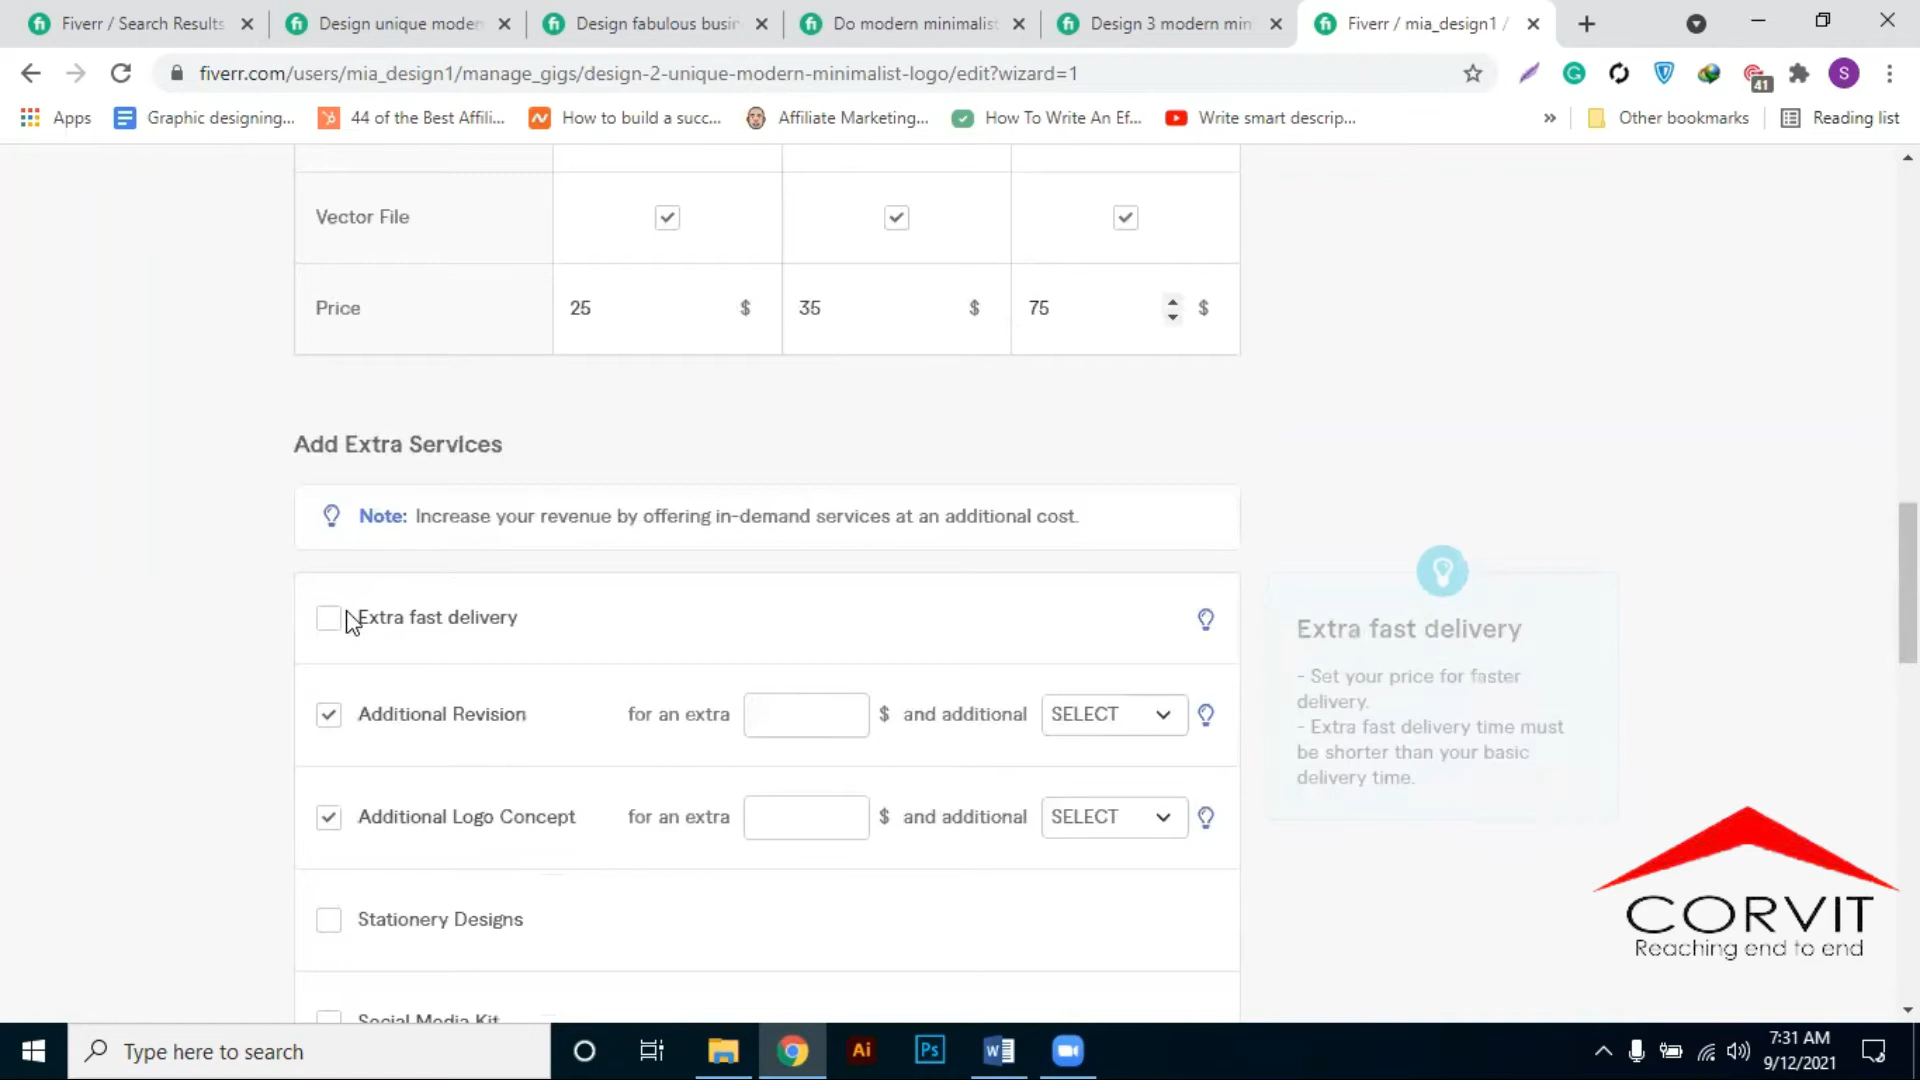 Fiverr / Search Results
Design unique moder
Design fabulous busin
Do modern minimalist
Design 3 modern min
Fiverr / mia_design1 /
fiverr.com/users/mia_design1/manage_gigs/design-2-unique-modern-minimalist-logo/edit?wizard=1
41
S
Apps
Graphic designing...
44 of the Best Affili...
How to build a succ...
Affiliate Marketing...
How To Write An Ef...
Write smart descrip...
Other bookmarks
Reading list
Vector File
Price
25 $
35 $
75 $
Add Extra Services
Note: Increase your revenue by offering in-demand services at an additional cost.
Extra fast delivery
Additional Revision for an extra $ and additional SELECT
Additional Logo Concept for an extra $ and additional SELECT
Stationery Designs
Social Media Kit
Extra fast delivery
- Set your price for faster
delivery.
- Extra fast delivery time must
be shorter than your basic
delivery time.
CORVIT
Reaching end to end
Type here to search
Ai
Ps
7:31 AM
9/12/2021